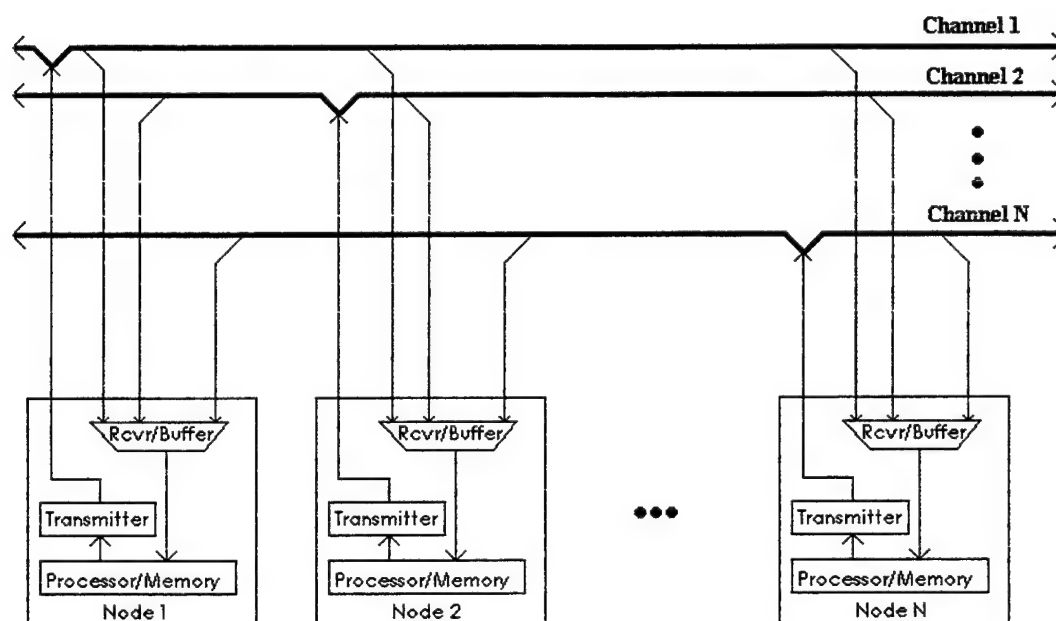 Channel 1
Channel 2
Channel N
Rcvr/Buffer
Rcvr/Buffer
Rcvr/Buffer
Transmitter
Transmitter
Transmitter
Processor/Memory
Processor/Memory
Processor/Memory
Node 1
Node 2
Node N